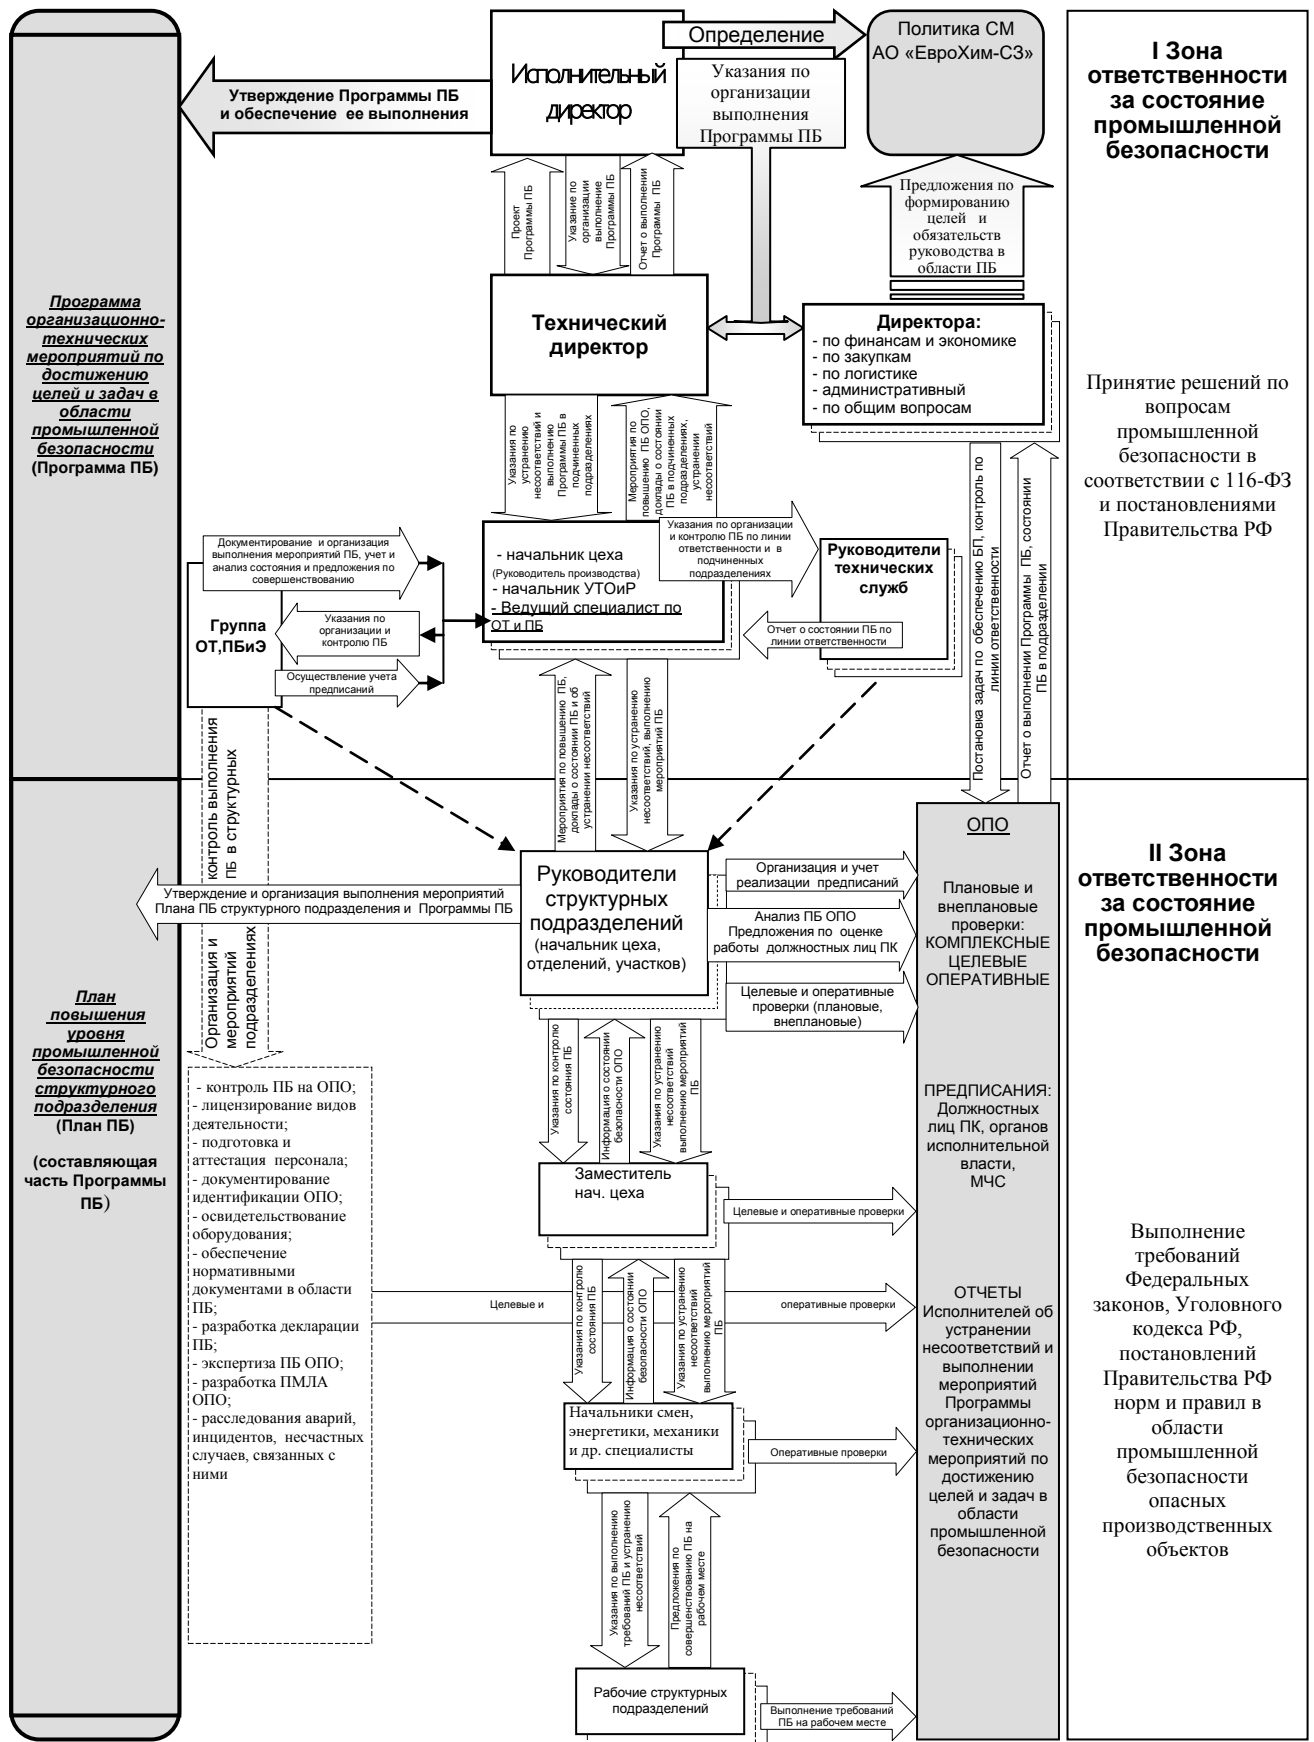 Определение
Политика СМ
АО «ЕвроХим-СЗ»
I Зона
ответственности
за состояние
промышленной
безопасности
Исполнительный
директор
Утверждение Программы ПБ
и обеспечение ее выполнения
Указания по
организации
выполнения
Программы ПБ
Проект
Программы ПБ
Указание по
организации
выполнение
Программы ПБ
Отчет о выполнении
Программы ПБ
Предложения по
формированию
целей и
обязательств
руководства в
области ПБ
Программа
организационно-
технических
мероприятий по
достижению
целей и задач в
области
промышленной
безопасности
(Программа ПБ)
Технический
директор
Директора:
- по финансам и экономике
- по закупкам
- по логистике
- административный
- по общим вопросам
Принятие решений по
вопросам
промышленной
безопасности в
соответствии с 116-ФЗ
и постановлениями
Правительства РФ
Указания по
устранению
несоответствий и
выполнению
Программы ПБ в
подчиненных
подразделениях
Мероприятия по
повышению ПБ ОПО,
доклады о состоянии
ПБ в подчиненных
подразделениях,
устранении
несоответствий
Постановка задач по обеспечению БП, контроль по
линии ответственности
Отчет о выполнении Программы ПБ, состоянии
ПБ в подразделении
Документирование и организация
выполнения мероприятий ПБ, учет и
анализ состояния и предложения по
совершенствованию
- начальник цеха
(Руководитель производства)
- начальник УТОиР
- Ведущий специалист по
ОТ и ПБ
Указания по организации
и контролю ПБ по линии
ответственности и в
подчиненных
подразделениях
Руководители
технических
служб
Группа
ОТ,ПБиЭ
Указания по
организации и
контролю ПБ
Отчет о состоянии ПБ по
линии ответственности
Осуществление учета
предписаний
Мероприятия по повышению ПБ,
доклады о состоянии ПБ и об
устранении несоответствий
Указания по устранению
несоответствий, выполнению
мероприятий ПБ
Организация и контроль выполнения
мероприятий ПБ в структурных
подразделениях
ОПО
Плановые и
внеплановые
проверки:
КОМПЛЕКСНЫЕ
ЦЕЛЕВЫЕ
ОПЕРАТИВНЫЕ
II Зона
ответственности
за состояние
промышленной
безопасности
Утверждение и организация выполнения мероприятий
Плана ПБ структурного подразделения и Программы ПБ
Руководители
структурных
подразделений
(начальник цеха,
отделений, участков)
Организация и учет
реализации предписаний
Анализ ПБ ОПО
Предложения по оценке
работы должностных лиц ПК
Целевые и оперативные
проверки (плановые,
внеплановые)
План
повышения
уровня
промышленной
безопасности
структурного
подразделения
(План ПБ)
(составляющая
часть Программы
ПБ)
Указания по контролю
состояния ПБ
Информация о состоянии
безопасности ОПО
Указания по устранению
несоответствий
выполнению мероприятий
ПБ
- контроль ПБ на ОПО;
- лицензирование видов
деятельности;
- подготовка и
аттестация персонала;
- документирование
идентификации ОПО;
- освидетельствование
оборудования;
- обеспечение
нормативными
документами в области
ПБ;
- разработка декларации
ПБ;
- экспертиза ПБ ОПО;
- разработка ПМЛА
ОПО;
- расследования аварий,
инцидентов, несчастных
случаев, связанных с
ними
ПРЕДПИСАНИЯ:
Должностных
лиц ПК, органов
исполнительной
власти,
МЧС
Заместитель
нач. цеха
Целевые и оперативные проверки
Указания по контролю
состояния ПБ
Информация о состоянии
безопасности ОПО
Указания по устранению
несоответствий
выполнению мероприятий
ПБ
Целевые и оперативные проверки
ОТЧЕТЫ
Исполнителей об
устранении
несоответствий и
выполнении
мероприятий
Программы
организационно-
технических
мероприятий по
достижению
целей и задач в
области
промышленной
безопасности
Выполнение
требований
Федеральных
законов, Уголовного
кодекса РФ,
постановлений
Правительства РФ
норм и правил в
области
промышленной
безопасности
опасных
производственных
объектов
Начальники смен,
энергетики, механики
и др. специалисты
Оперативные проверки
Указания по выполнению
требований ПБ и устранению
несоответствий
Предложения по
совершенствованию ПБ на
рабочем месте
Рабочие структурных
подразделений
Выполнение требований
ПБ на рабочем месте